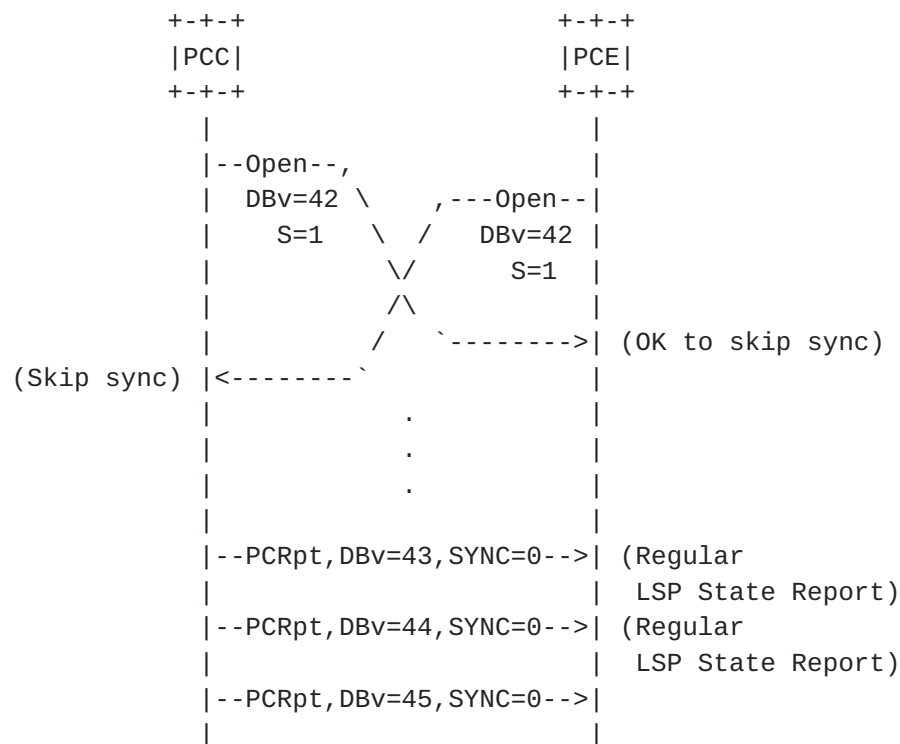 +-+-+                    +-+-+
|PCC|                    |PCE|
+-+-+                    +-+-+
  |                        |
  |--Open--,               |
  |  DBv=42 \    ,---Open--|
  |    S=1   \  /   DBv=42 |
  |           \/      S=1  |
  |           /\           |
  |          /   `-------->| (OK to skip sync)
(Skip sync) |<--------`              |
  |            .           |
  |            .           |
  |            .           |
  |                        |
  |--PCRpt,DBv=43,SYNC=0-->| (Regular
  |                        |  LSP State Report)
  |--PCRpt,DBv=44,SYNC=0-->| (Regular
  |                        |  LSP State Report)
  |--PCRpt,DBv=45,SYNC=0-->|
  |                        |